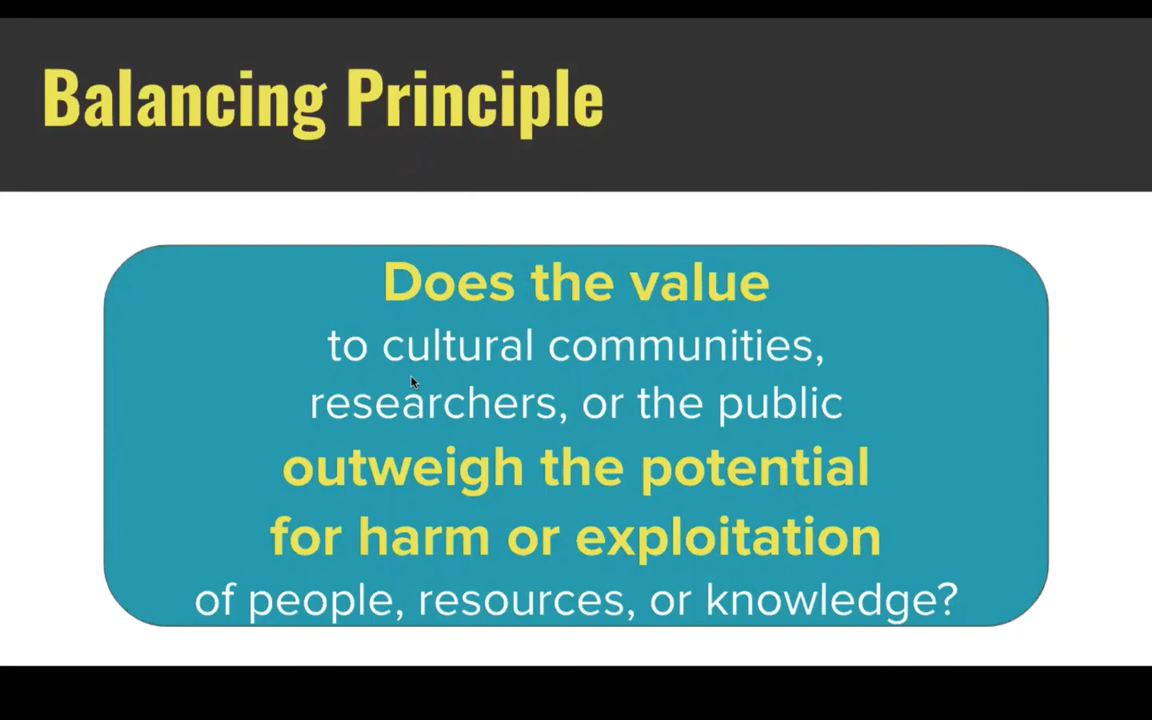 Balancing Principle
Does the value
to cultural communities,
researchers, or the public
outweigh the potential
for harm or exploitation
of people, resources, or knowledge?